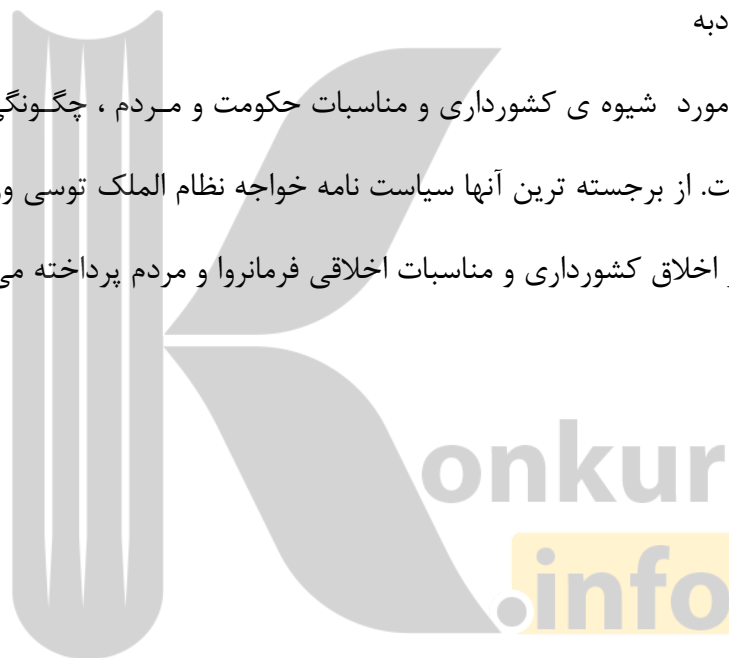 دبه
مورد شیوه ی کشورداری و مناسبات حکومت و مـردم ، چگـونگی
ت. از برجسته ترین آنها سیاست نامه خواجه نظام الملک توسی
اخلاق کشورداری و مناسبات اخلاقی فرمانروا و مردم پرداخته می
Konkur
.info